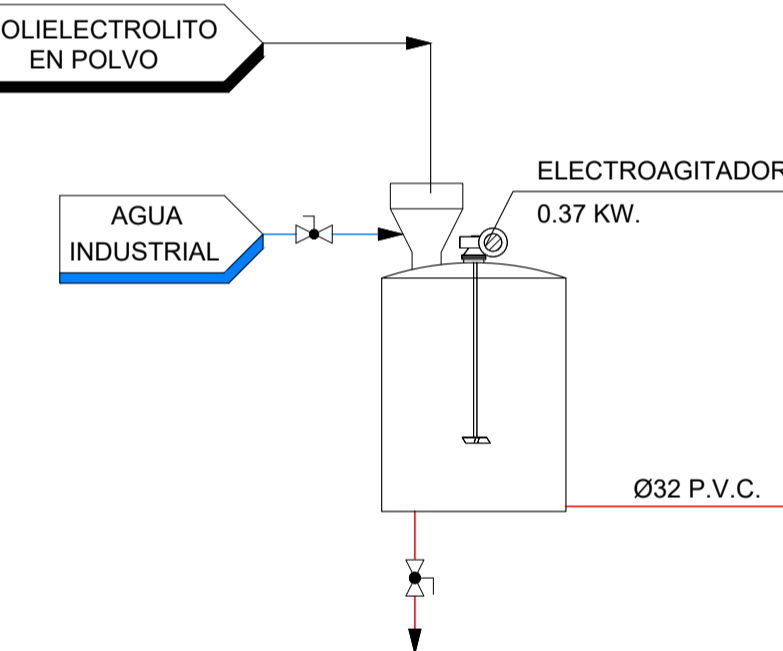 OLIELECTROLITO
EN POLVO
ELECTROAGITADOR
0.37 KW.
AGUA
INDUSTRIAL
Ø32 P.V.C.